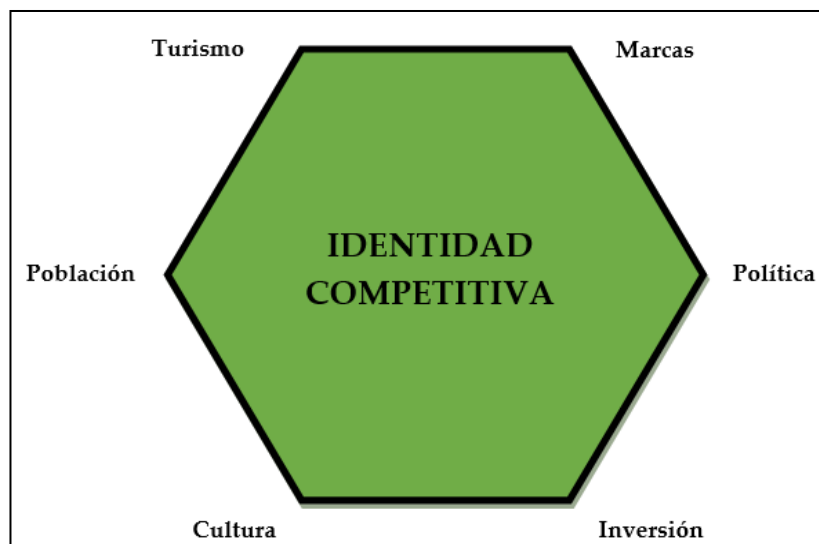 Turismo
Marcas
Población
IDENTIDAD
COMPETITIVA
Política
Cultura
Inversión